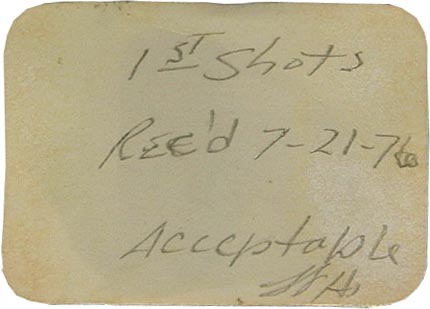 1ST Shots
REC'd 7-21-76
Acceptable